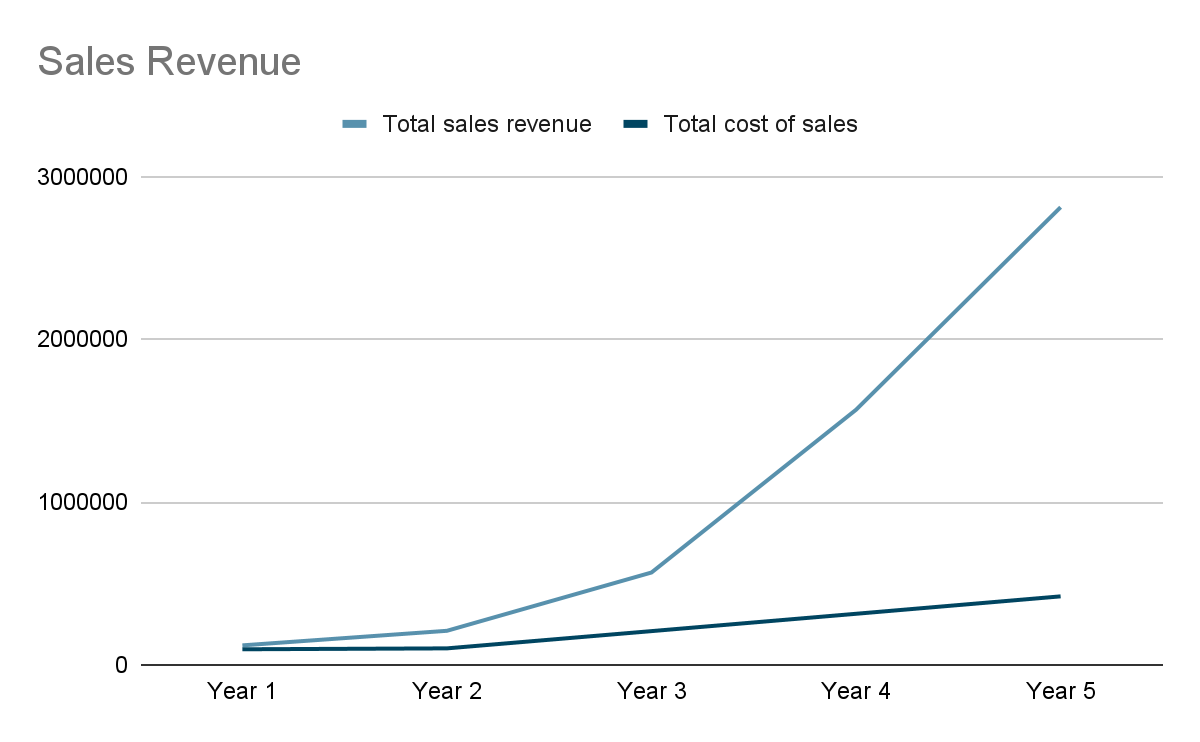 Sales Revenue
Total sales revenue Total cost of sales
3000000
2000000
1000000
0
Year 1 Year 2 Year 3 Year 4 Year 5